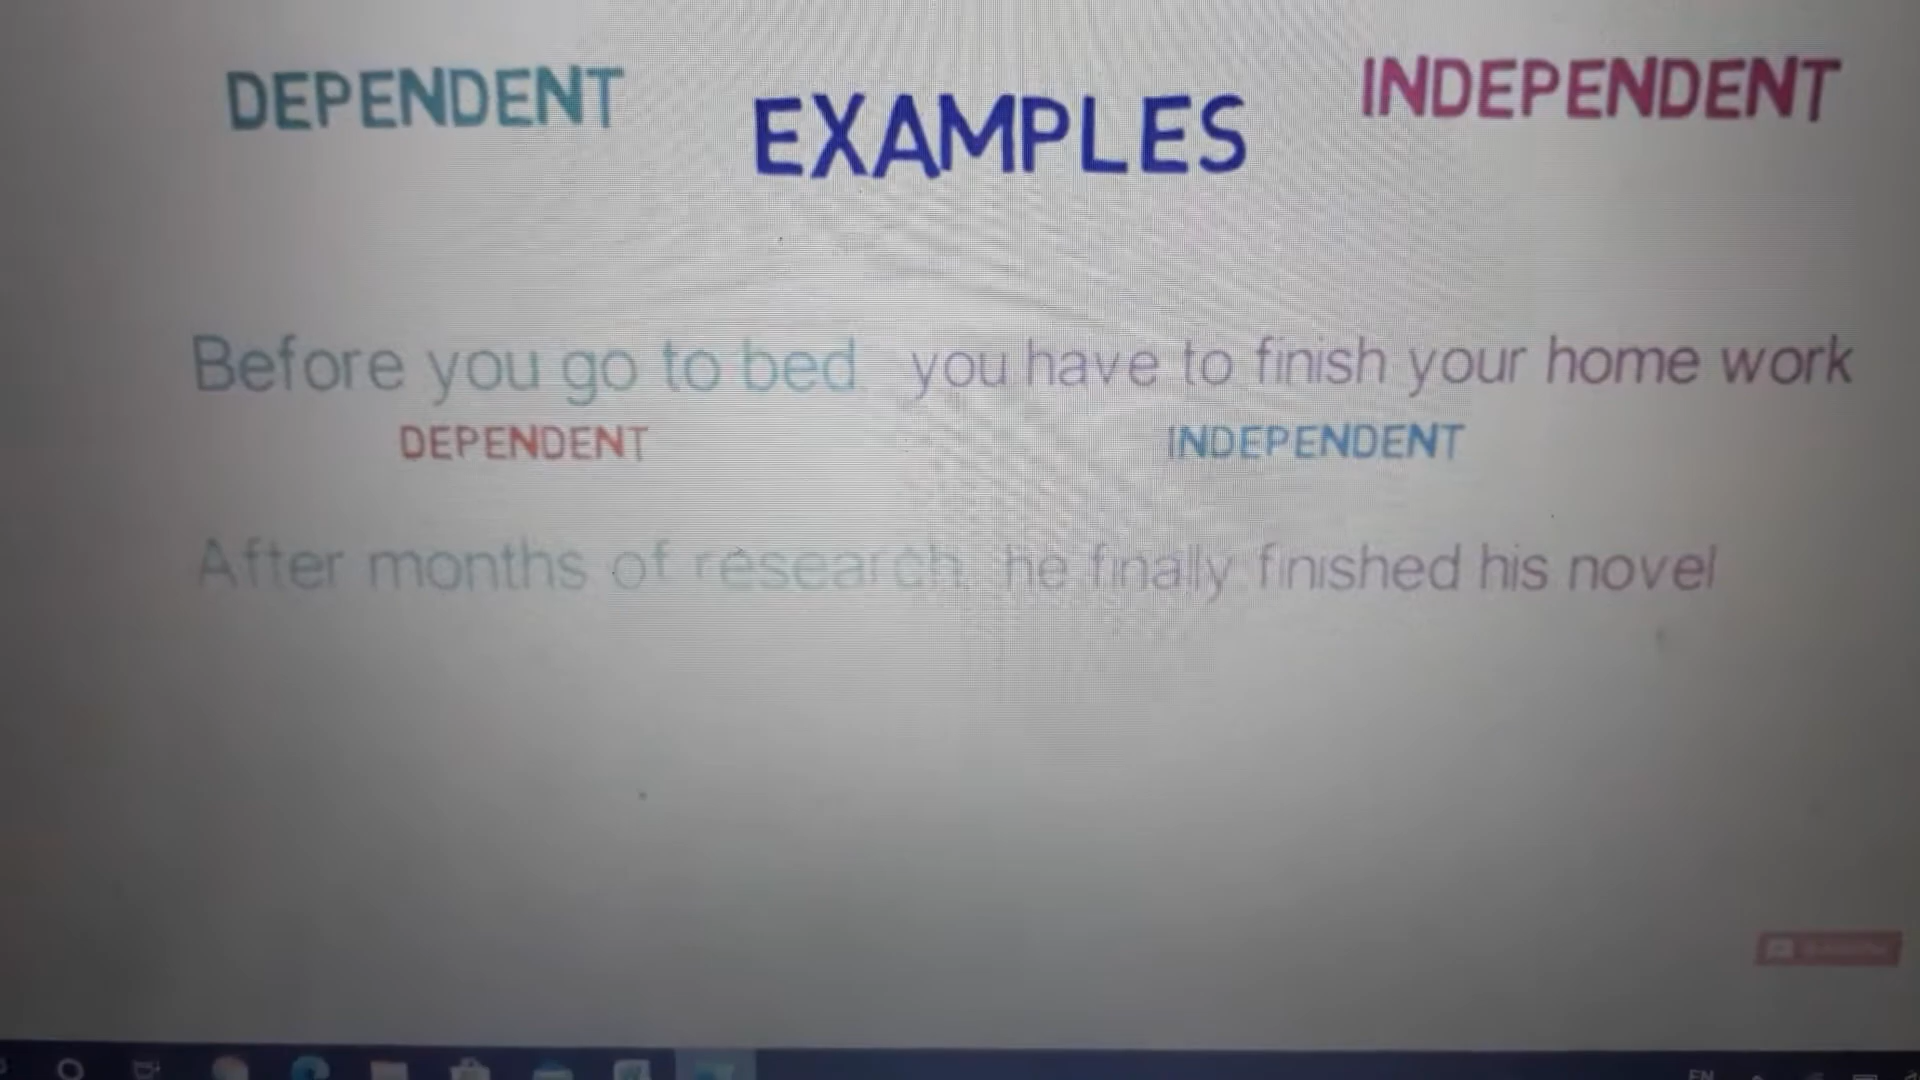 DEPENDENT EXAMPLES INDEPENDENT
Before you go to bed you have to finish your home work
DEPENDENT INDEPENDENT
After months of research, he finally finished his novel
EN